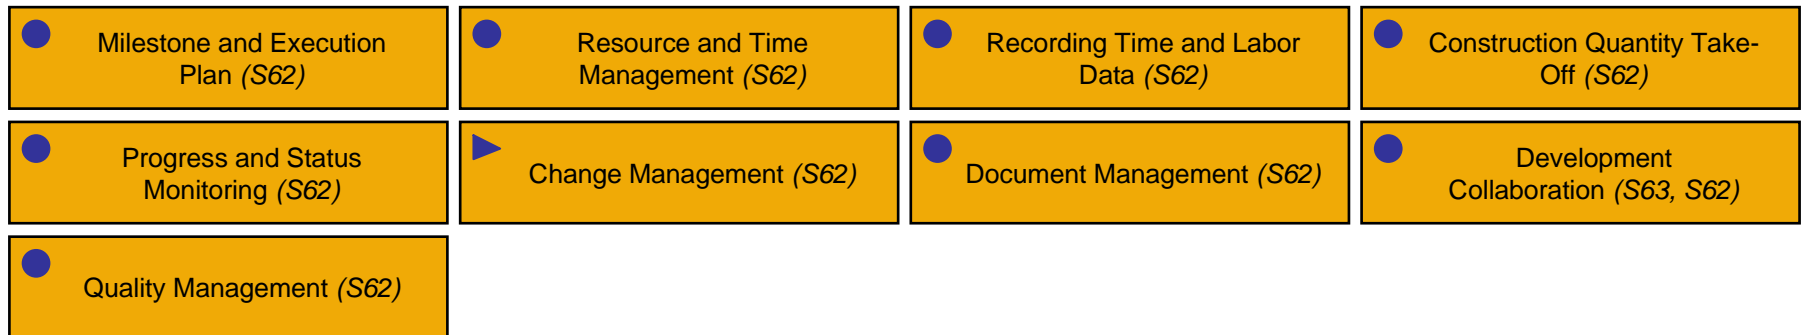 Milestone and Execution
Plan (S62)
Resource and Time
Management (S62)
Recording Time and Labor
Data (S62)
Construction Quantity Take-
Off (S62)
Progress and Status
Monitoring (S62)
Change Management (S62)
Document Management (S62)
Development
Collaboration (S63, S62)
Quality Management (S62)